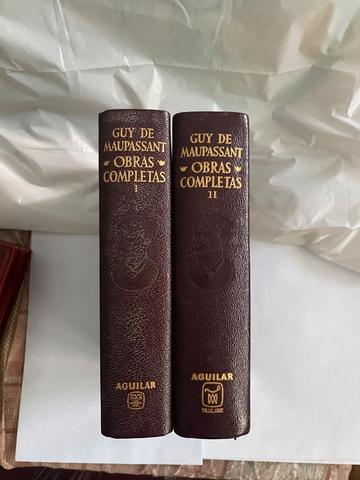 GUY DE
MAUPASSANT
OBRAS
COMPLETAS
I
AGUILAR
GUY DE
MAUPASSANT
OBRAS
COMPLETAS
II
AGUILAR